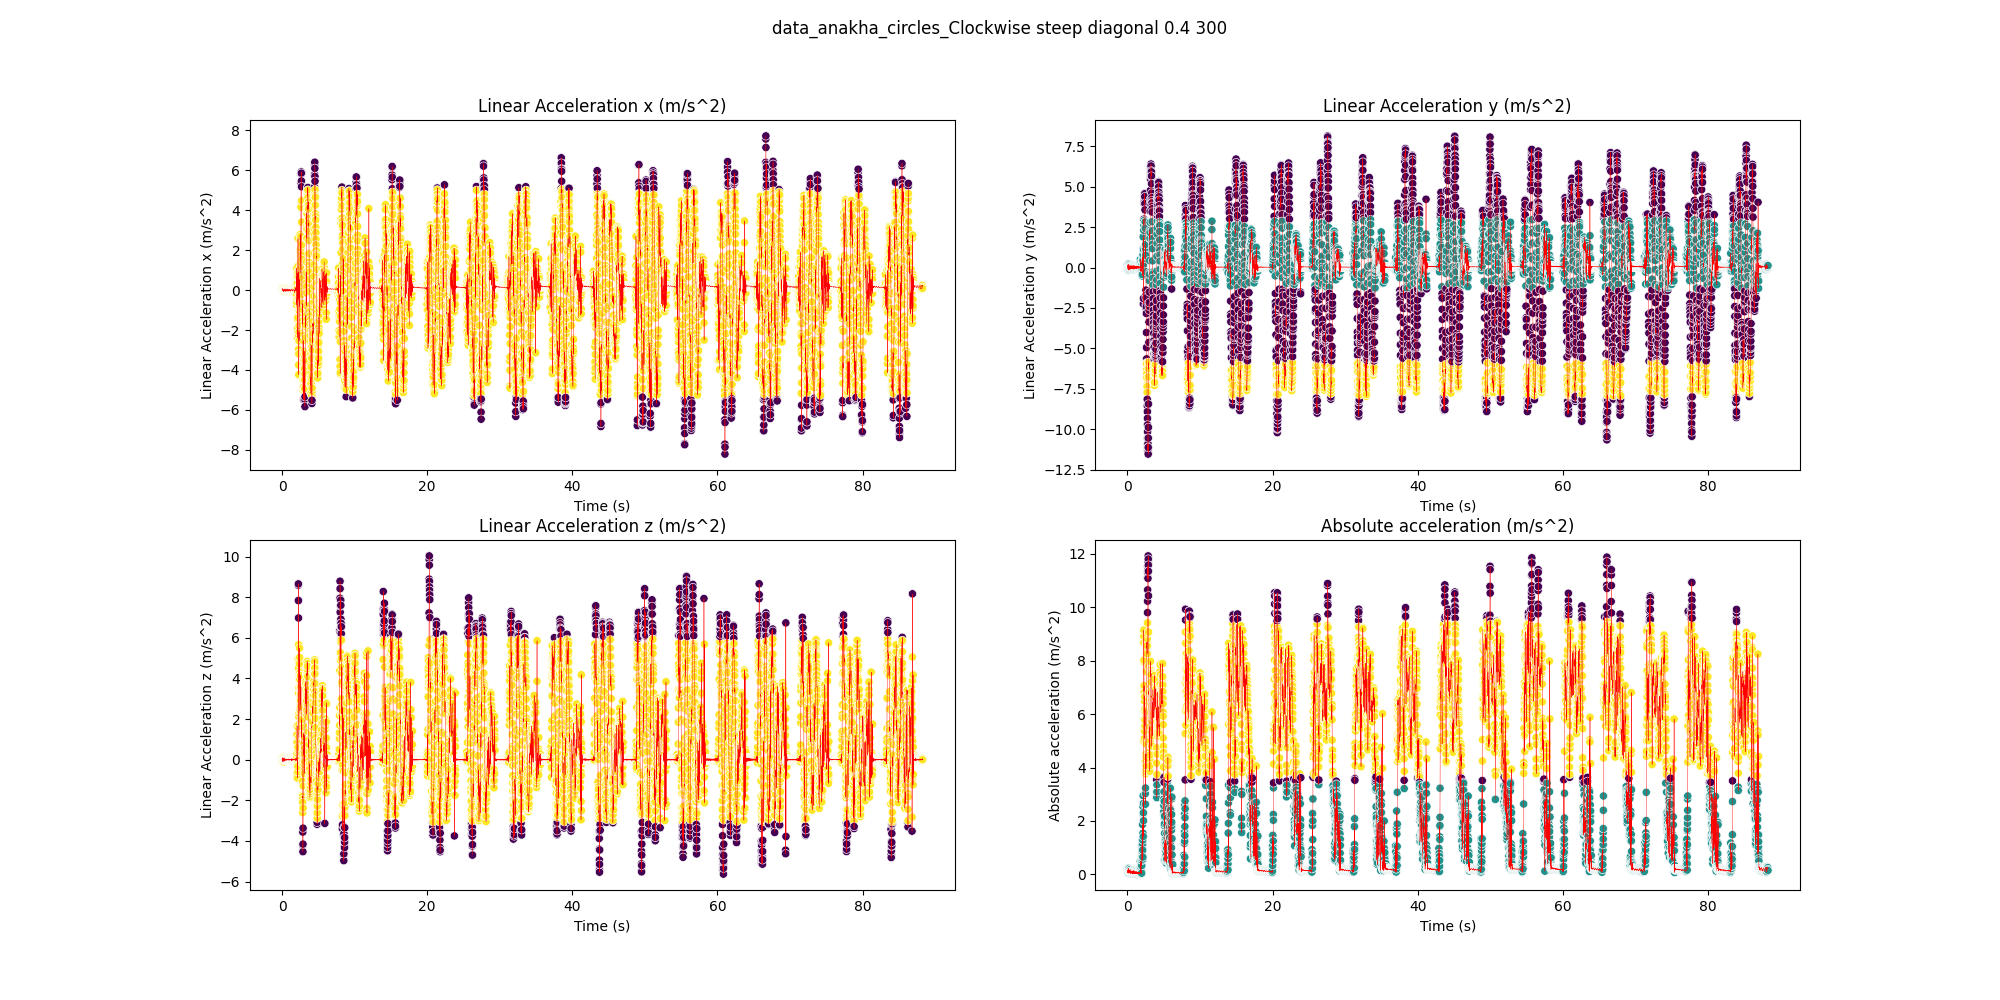 data_anakha_circles_Clockwise steep diagonal 0.4 300
Linear Acceleration x (m/s^2)
Linear Acceleration x (m/s^2)
8
6
4
2
0
−2
−4
−6
−8
0 20 40 60 80
Time (s)
Linear Acceleration y (m/s^2)
Linear Acceleration y (m/s^2)
7.5
5.0
2.5
0.0
−2.5
−5.0
−7.5
−10.0
−12.5
0 20 40 60 80
Time (s)
Linear Acceleration z (m/s^2)
Linear Acceleration z (m/s^2)
10
8
6
4
2
0
−2
−4
−6
0 20 40 60 80
Time (s)
Absolute acceleration (m/s^2)
Absolute acceleration (m/s^2)
12
10
8
6
4
2
0
0 20 40 60 80
Time (s)